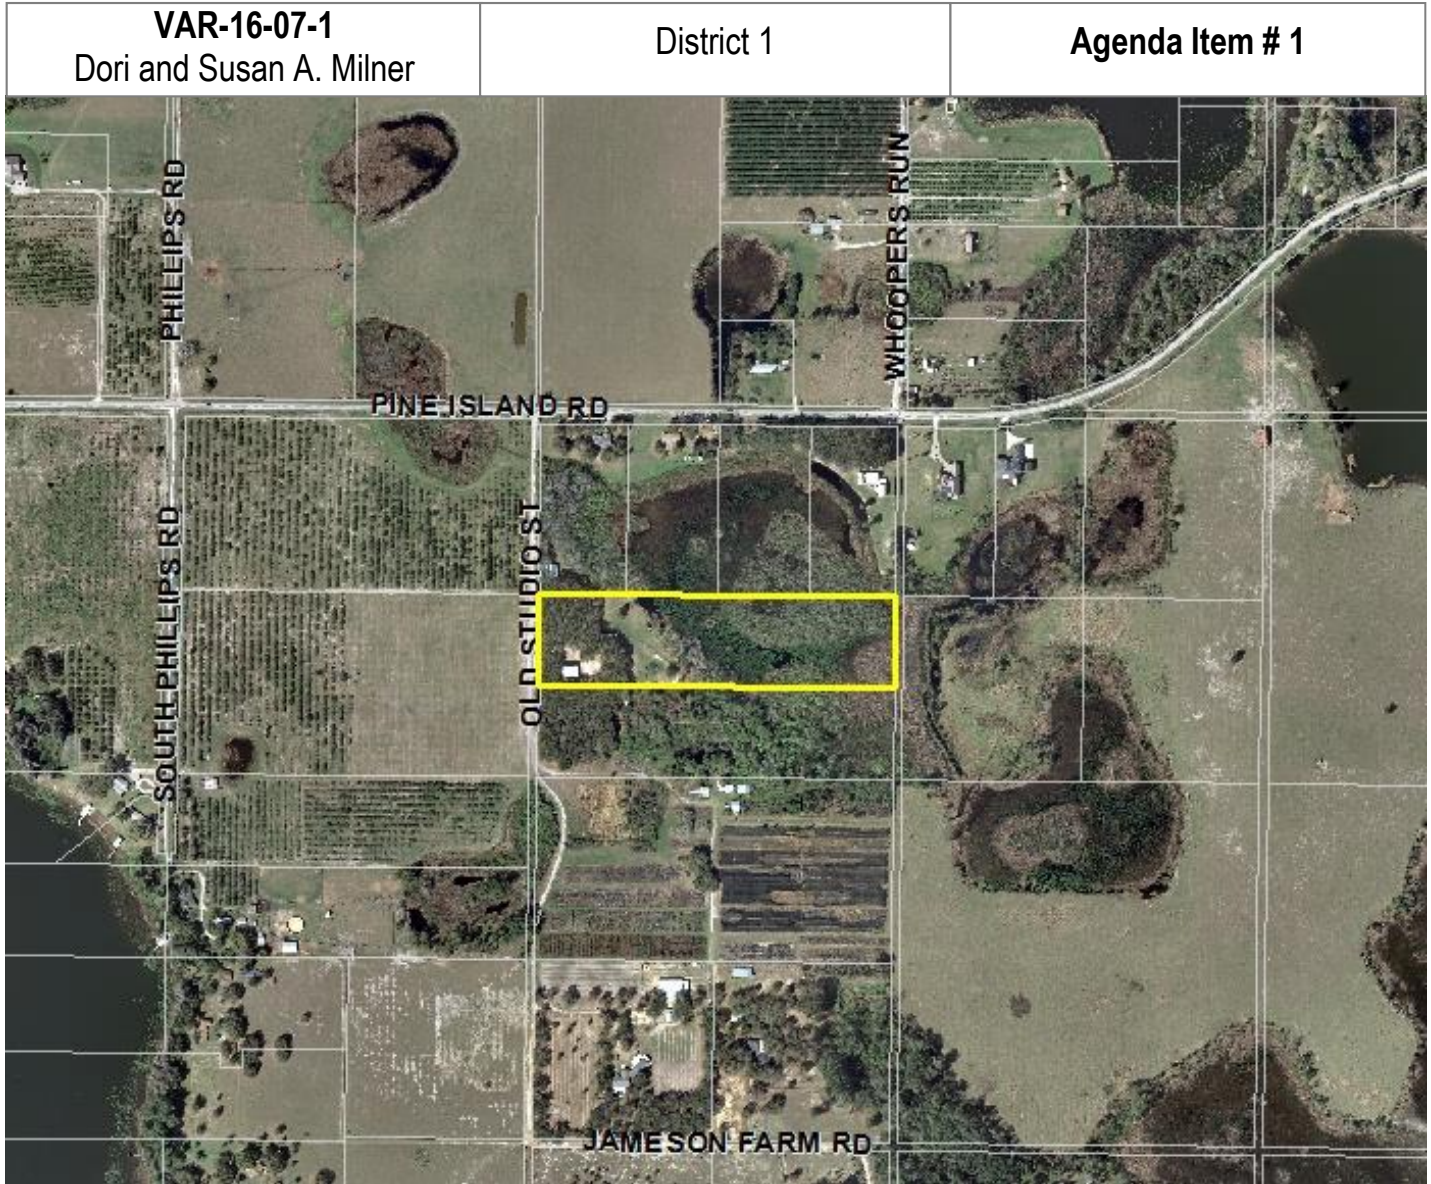 VAR-16-07-1
Dori and Susan A. Milner
District 1
Agenda Item # 1
PHILLIPS RD
WHOOPERS RUN
PINE ISLAND RD
OLD STUDIO ST
SOUTH PHILLIPS RD
JAMESON FARM RD